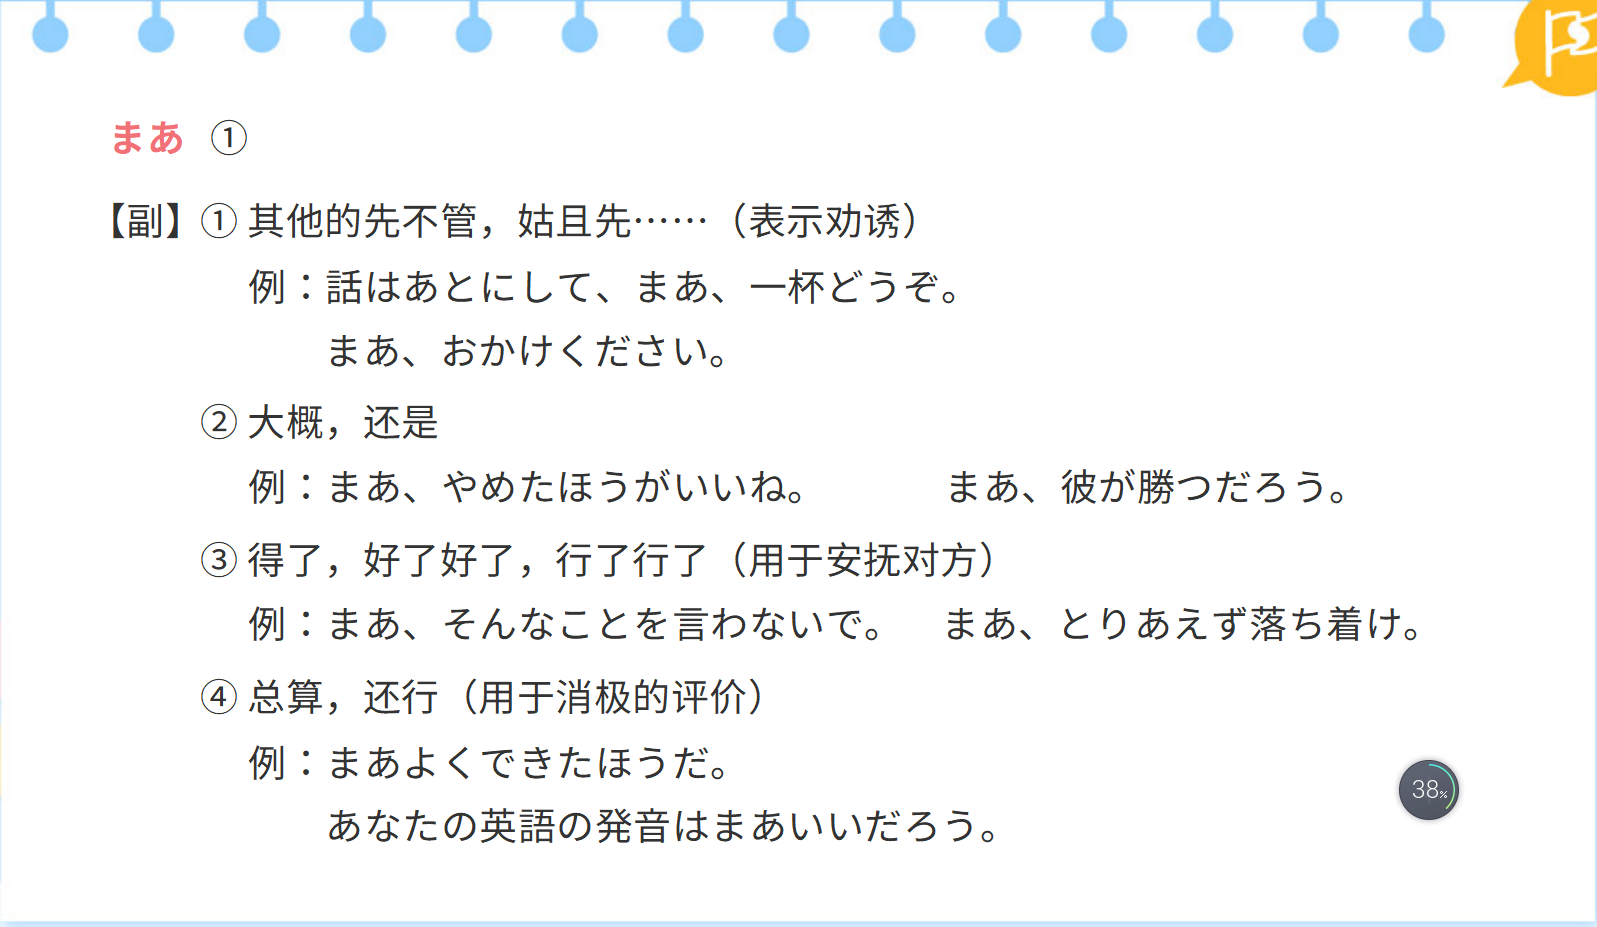 まあ ①
【副】① 其他的先不管，姑且先……（表示劝诱）
例：話はあとにして、まあ、一杯どうぞ。
まあ、おかけください。
② 大概，还是
例：まあ、やめたほうがいいね。 まあ、彼が勝つだろう。
③ 得了，好了好了，行了行了（用于安抚对方）
例：まあ、そんなことを言わないで。 まあ、とりあえず落ち着け。
④ 总算，还行（用于消极的评价）
例：まあよくできたほうだ。
38%
あなたの英語の発音はまあいいだろう。